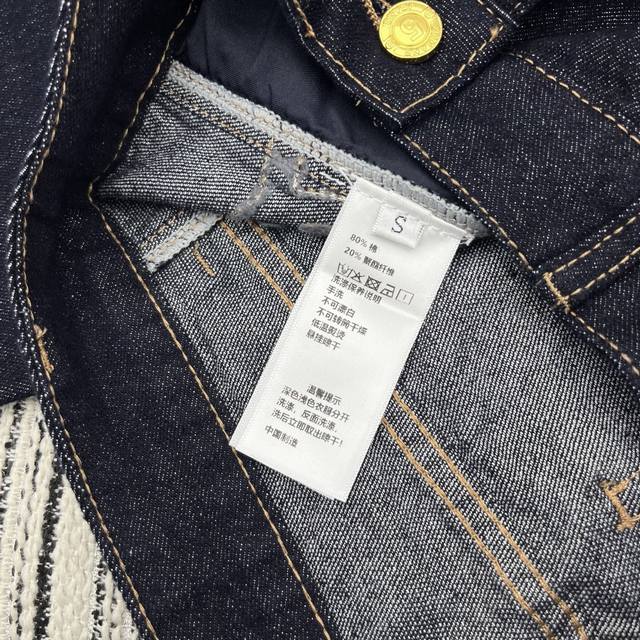 S
80% 棉
20% 聚酯纤维
洗涤保养说明
手洗
不可漂白
不可转筒干燥
低温熨烫
悬挂晾干
温馨提示
深色浅色衣服分开
洗涤，反面洗涤，
洗后立即取出晾干!
中国制造